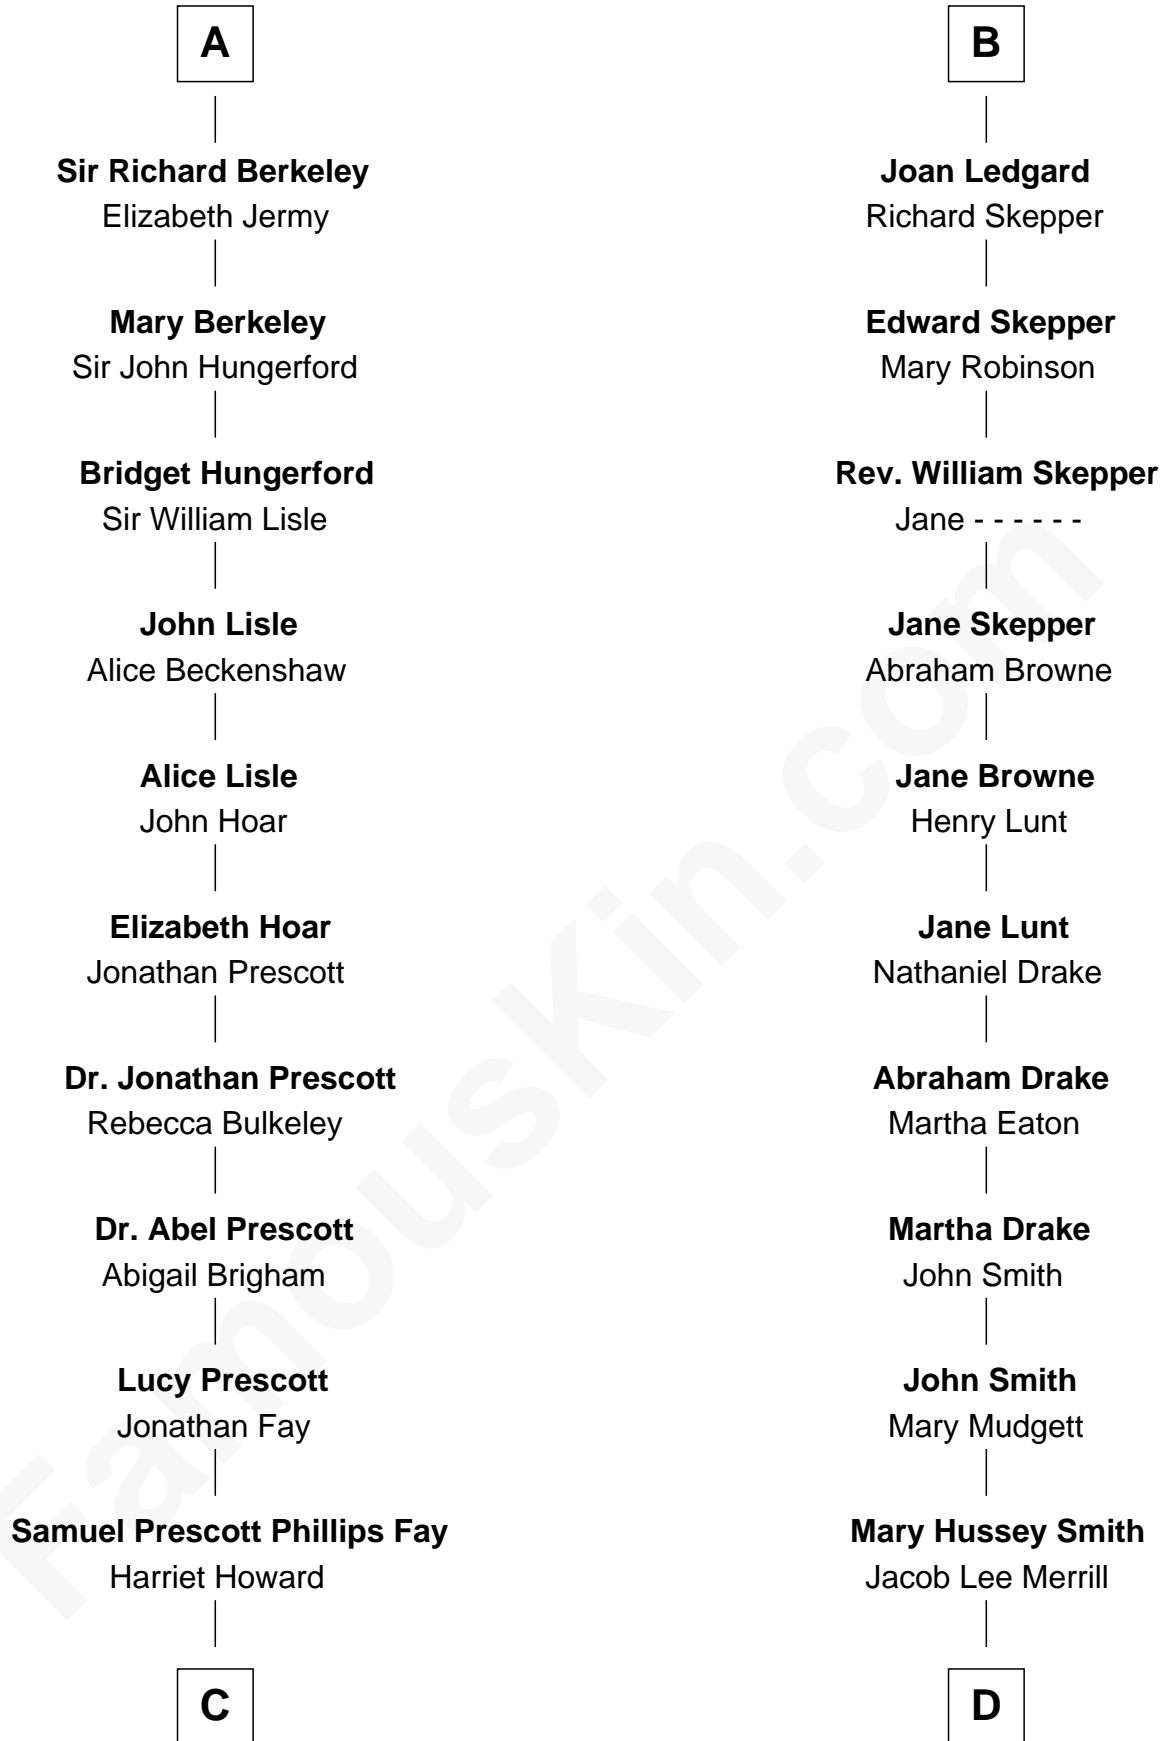 A
Sir Richard Berkeley
Elizabeth Jermy
Mary Berkeley
Sir John Hungerford
Bridget Hungerford
Sir William Lisle
John Lisle
Alice Beckenshaw
Alice Lisle
John Hoar
Elizabeth Hoar
Jonathan Prescott
Dr. Jonathan Prescott
Rebecca Bulkeley
Dr. Abel Prescott
Abigail Brigham
Lucy Prescott
Jonathan Fay
Samuel Prescott Phillips Fay
Harriet Howard
C
B
Joan Ledgard
Richard Skepper
Edward Skepper
Mary Robinson
Rev. William Skepper
Jane - - - - - -
Jane Skepper
Abraham Browne
Jane Browne
Henry Lunt
Jane Lunt
Nathaniel Drake
Abraham Drake
Martha Eaton
Martha Drake
John Smith
John Smith
Mary Mudgett
Mary Hussey Smith
Jacob Lee Merrill
D
FamousKin.com